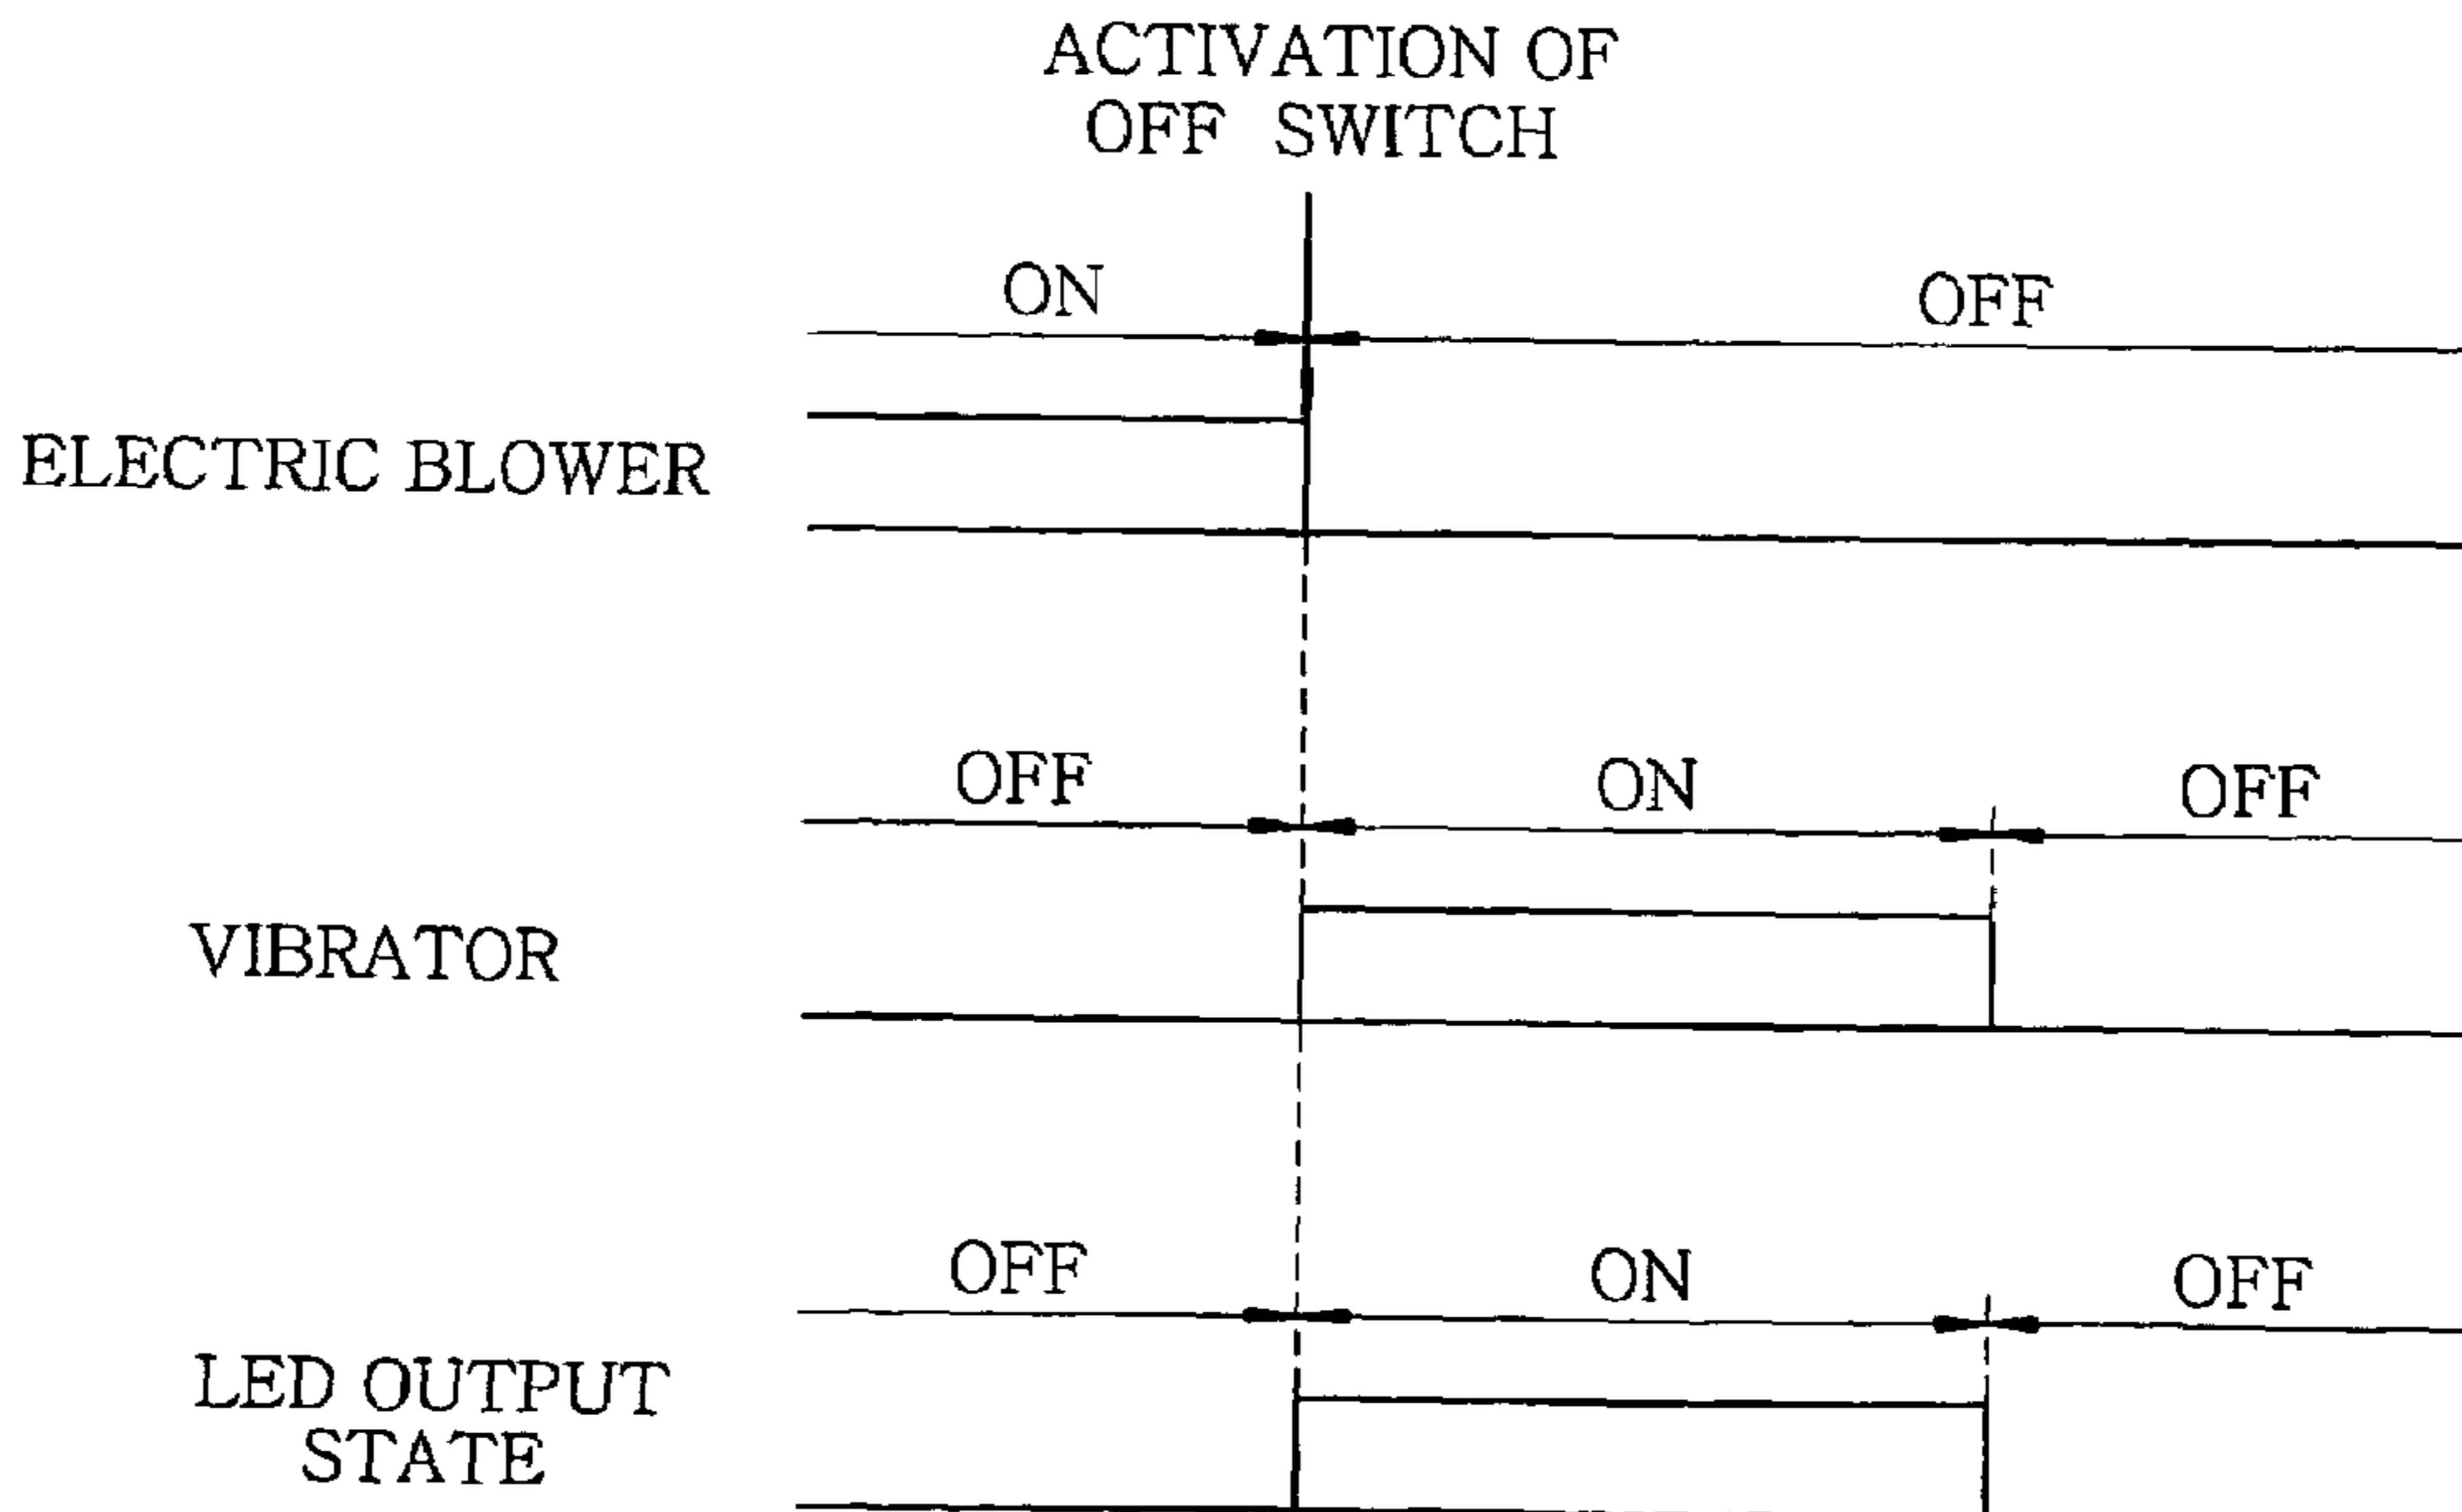 ACTIVATION OF
OFF SWITCH
ON OFF
ELECTRIC BLOWER
OFF ON OFF
VIBRATOR
OFF ON OFF
LED OUTPUT
STATE